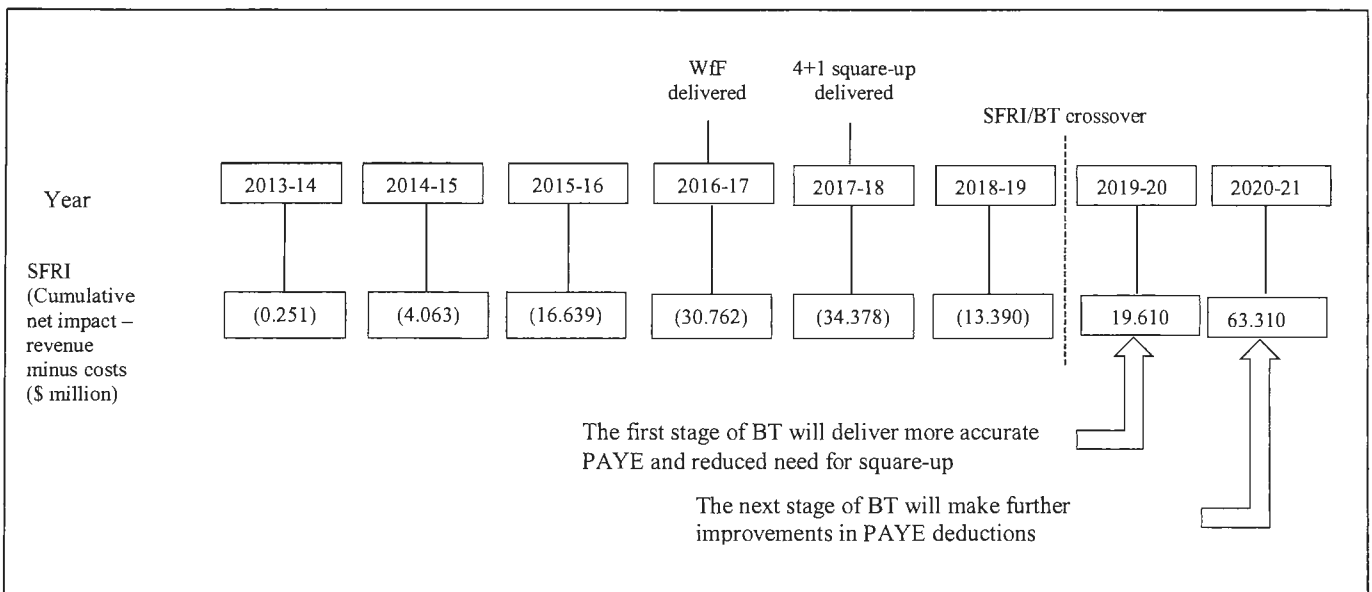 WfF
delivered
4+1 square-up
delivered
SFRI/BT crossover
Year
2013-14
2014-15
2015-16
2016-17
2017-18
2018-19
2019-20
2020-21
SFRI
(Cumulative
net impact –
revenue
minus costs
($ million)
(0.251)
(4.063)
(16.639)
(30.762)
(34.378)
(13.390)
19.610
63.310
The first stage of BT will deliver more accurate
PAYE and reduced need for square-up
The next stage of BT will make further
improvements in PAYE deductions